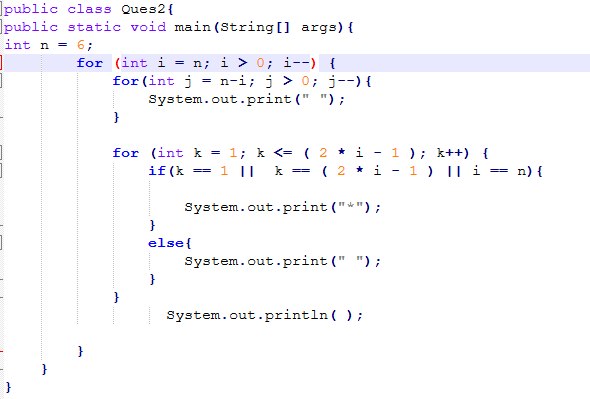 public class Ques2{
public static void main(String[] args){
int n = 6;
for (int i = n; i > 0; i--) {
for(int j = n-i; j > 0; j--){
System.out.print(" ");
}
for (int k = 1; k <= ( 2 * i - 1 ); k++) {
if(k == 1 || k == ( 2 * i - 1 ) || i == n){
System.out.print("*");
}
else{
System.out.print(" ");
}
}
System.out.println( );
}
}
}